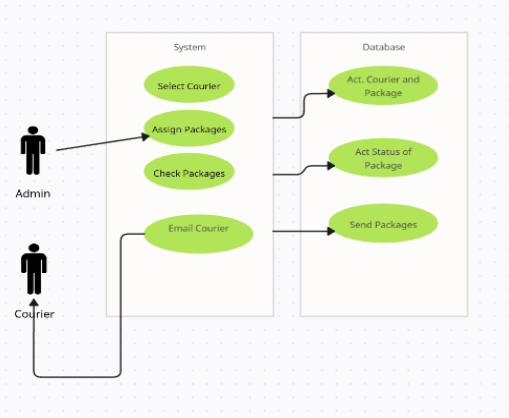 System
Database
Select Courier
Act. Courier and
Package
Assign Packages
Check Packages
Act Status of
Package
Email Courier
Send Packages
Admin
Courier